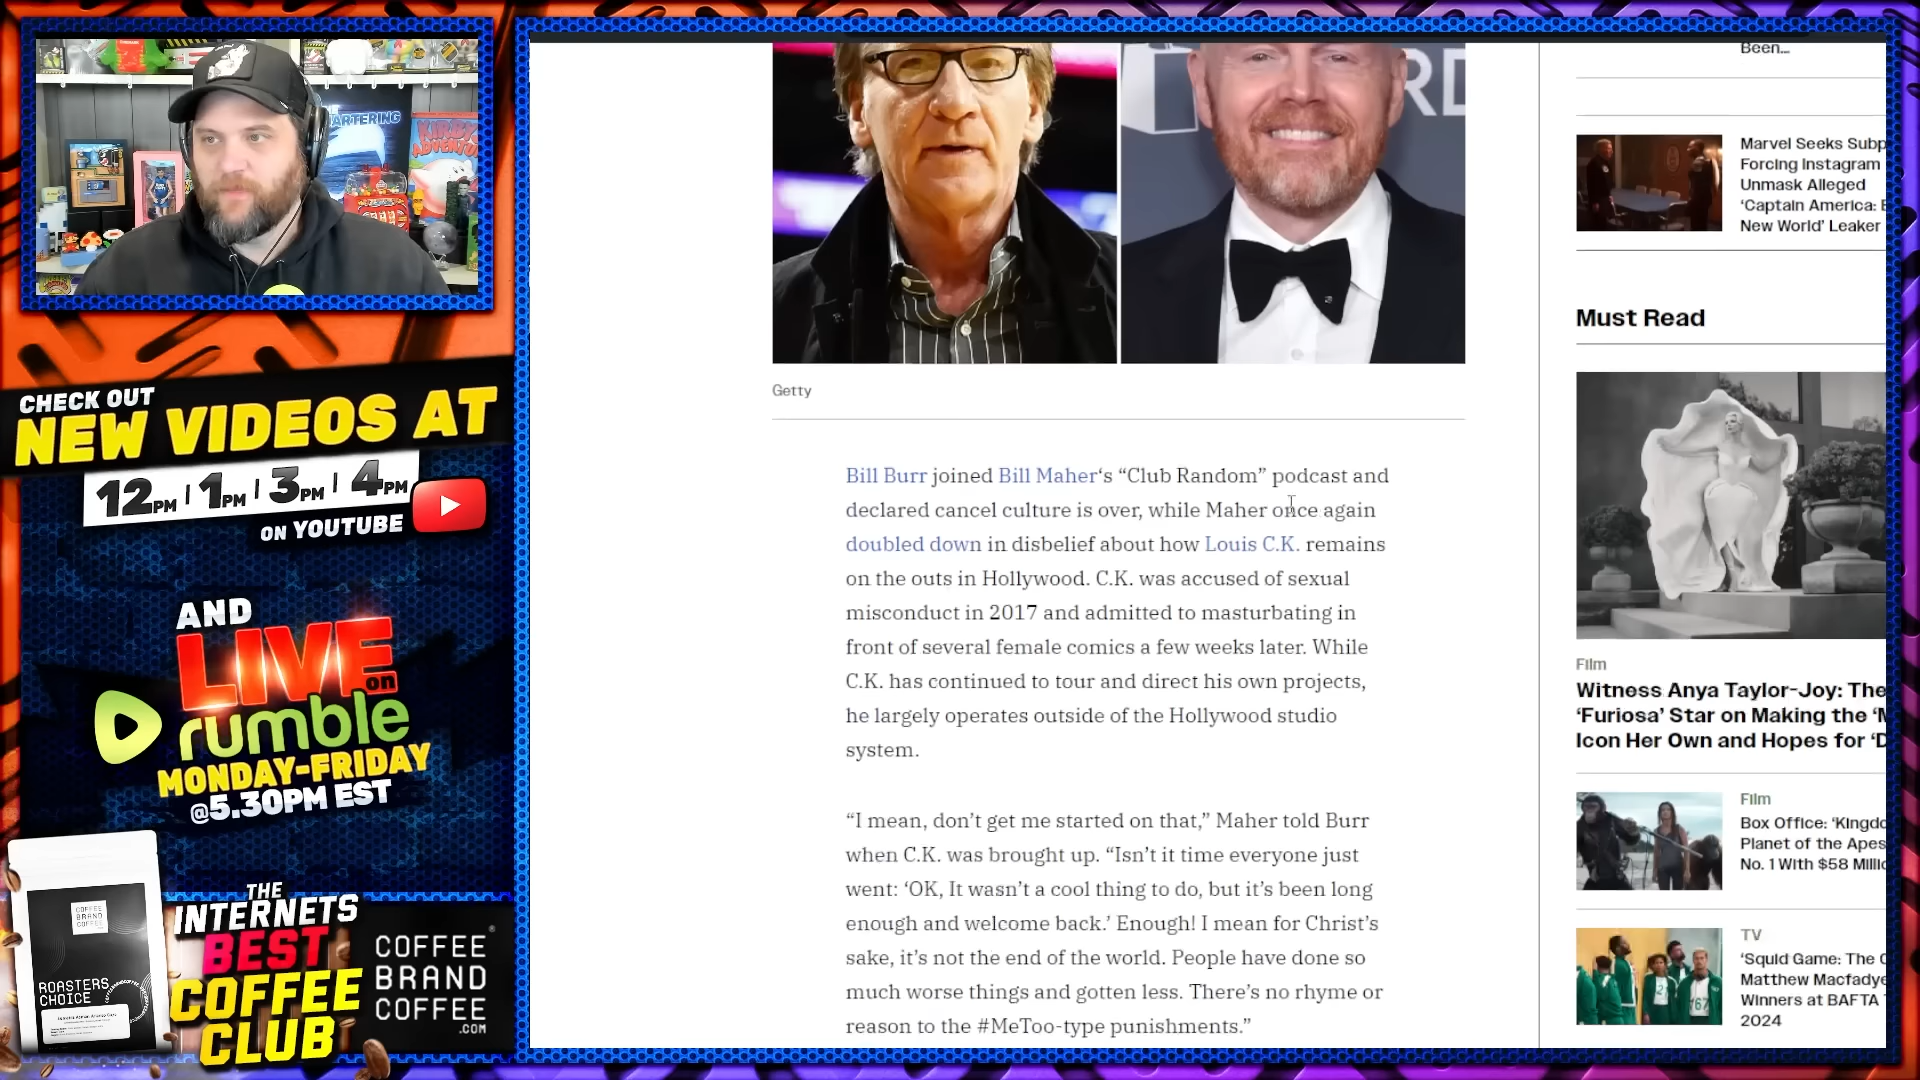 THE
QUARTERING
KIRBY'S
ADVENTURE
CHECK OUT
NEW VIDEOS AT
12PM | 1PM | 3PM | 4PM
ON YOUTUBE
AND
LIVE
on
rumble
MONDAY-FRIDAY
@5.30PM EST
COFFEE
BRAND
COFFEE
ROASTERS
CHOICE
THE
INTERNETS
BEST
COFFEE
CLUB
COFFEE
BRAND
COFFEE
.COM
RD
Getty
Bill Burr joined Bill Maher‘s “Club Random” podcast and
declared cancel culture is over, while Maher once again
doubled down in disbelief about how Louis C.K. remains
on the outs in Hollywood. C.K. was accused of sexual
misconduct in 2017 and admitted to masturbating in
front of several female comics a few weeks later. While
C.K. has continued to tour and direct his own projects,
he largely operates outside of the Hollywood studio
system.
“I mean, don’t get me started on that,” Maher told Burr
when C.K. was brought up. “Isn’t it time everyone just
went: ‘OK, It wasn’t a cool thing to do, but it’s been long
enough and welcome back.’ Enough! I mean for Christ’s
sake, it’s not the end of the world. People have done so
much worse things and gotten less. There’s no rhyme or
reason to the #MeToo-type punishments.”
Been...
Marvel Seeks Subp
Forcing Instagram
Unmask Alleged
‘Captain America: B
New World’ Leaker
Must Read
Film
Witness Anya Taylor-Joy: The
‘Furiosa’ Star on Making the ‘M
Icon Her Own and Hopes for ‘D
Film
Box Office: ‘Kingdo
Planet of the Apes
No. 1 With $58 Millio
TV
‘Squid Game: The C
Matthew Macfadye
Winners at BAFTA T
2024